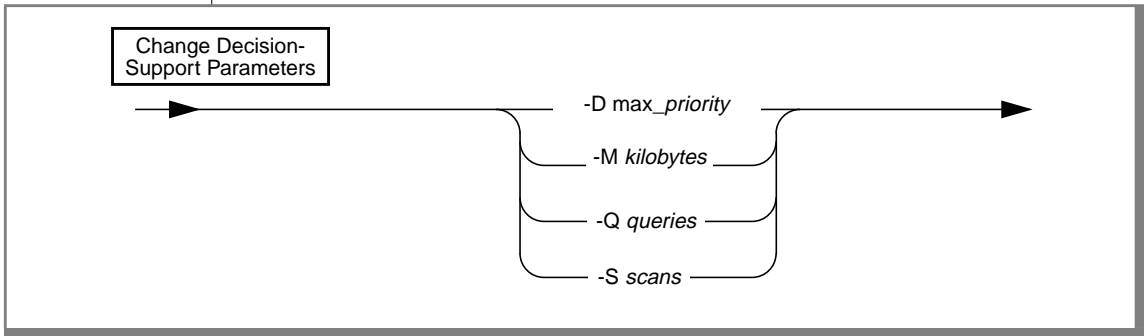 Change Decision-
Support Parameters
-D max_priority
-M kilobytes
-Q queries
-S scans